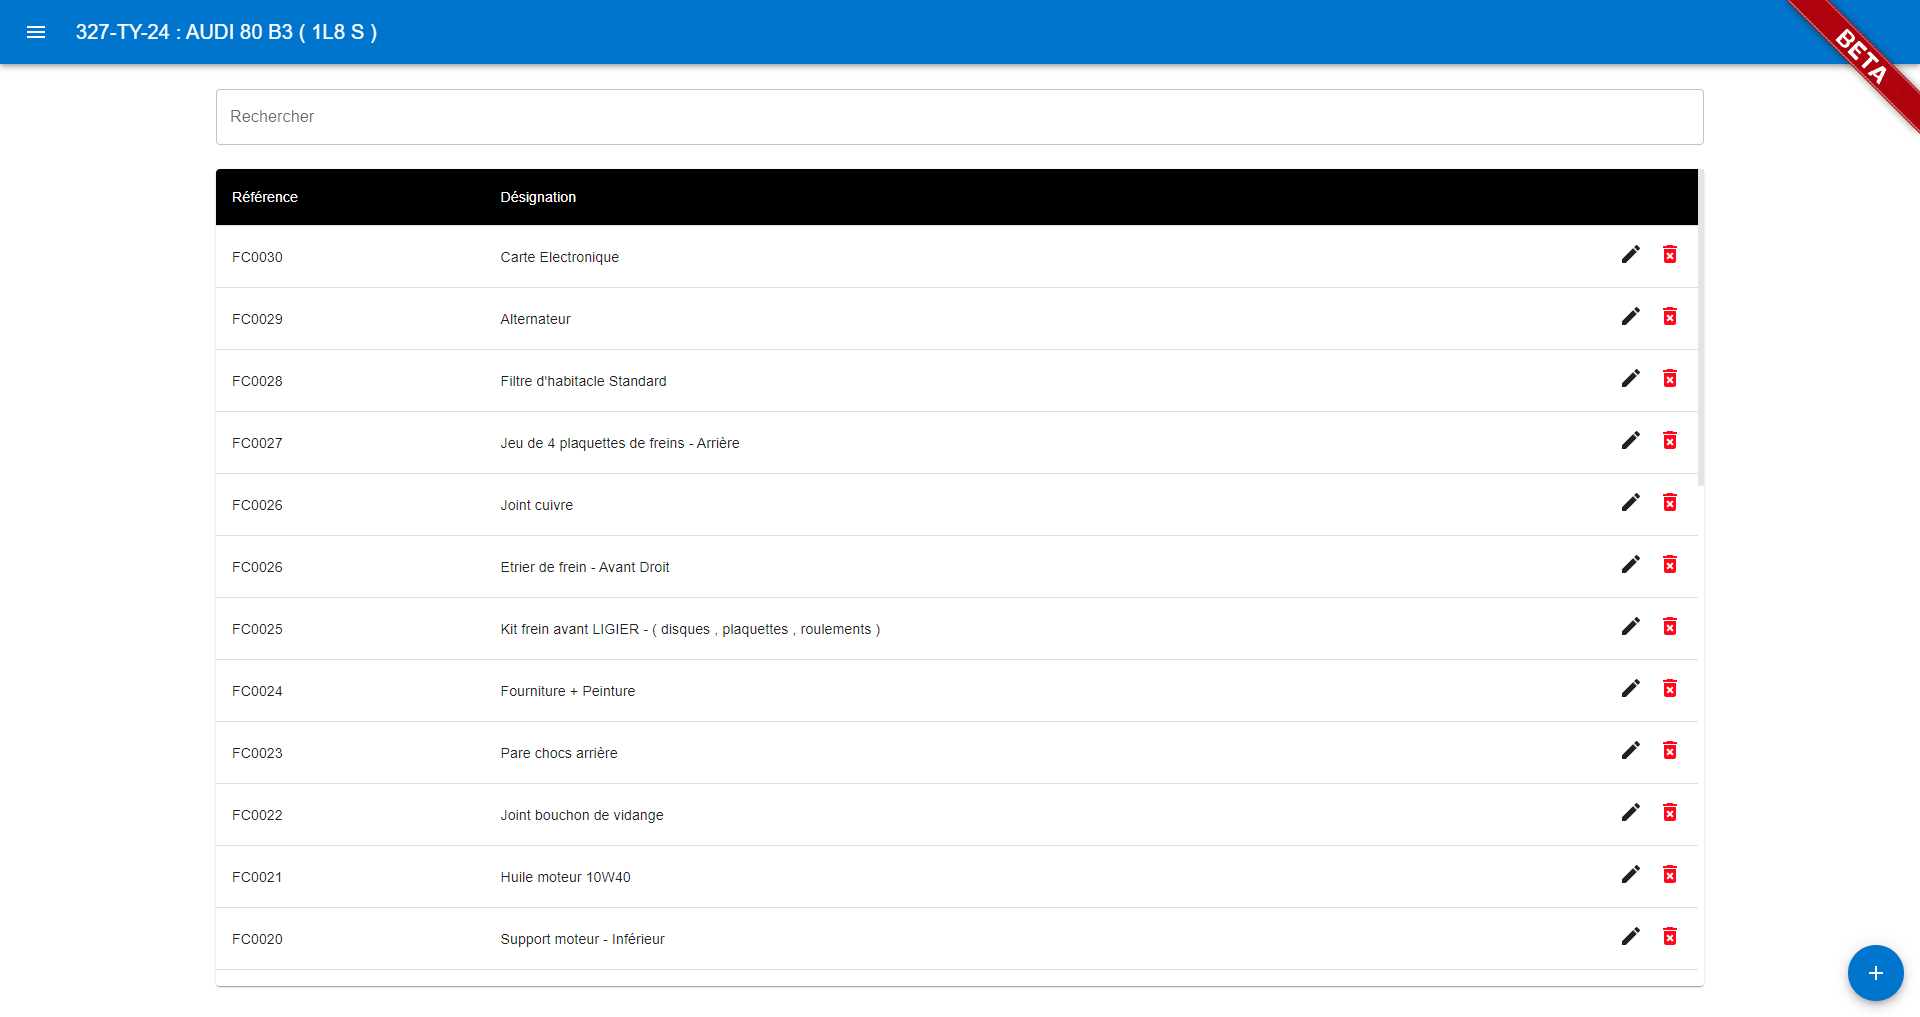 327-TY-24 : AUDI 80 B3 ( 1L8 S )
BETA
Rechercher
Référence Désignation
FC0030 Carte Electronique
FC0029 Alternateur
FC0028 Filtre d'habitacle Standard
FC0027 Jeu de 4 plaquettes de freins - Arrière
FC0026 Joint cuivre
FC0026 Etrier de frein - Avant Droit
FC0025 Kit frein avant LIGIER - ( disques , plaquettes , roulements )
FC0024 Fourniture + Peinture
FC0023 Pare chocs arrière
FC0022 Joint bouchon de vidange
FC0021 Huile moteur 10W40
FC0020 Support moteur - Inférieur